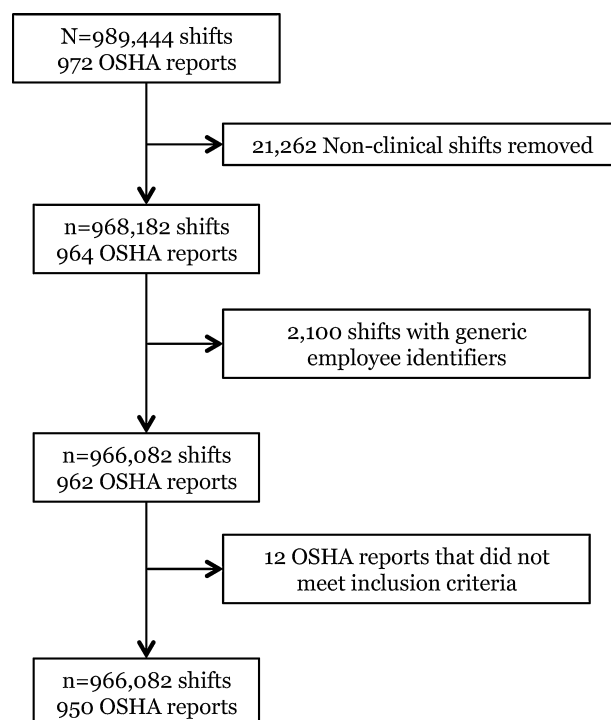 N=989,444 shifts
972 OSHA reports
21,262 Non-clinical shifts removed
n=968,182 shifts
964 OSHA reports
2,100 shifts with generic
employee identifiers
n=966,082 shifts
962 OSHA reports
12 OSHA reports that did not
meet inclusion criteria
n=966,082 shifts
950 OSHA reports